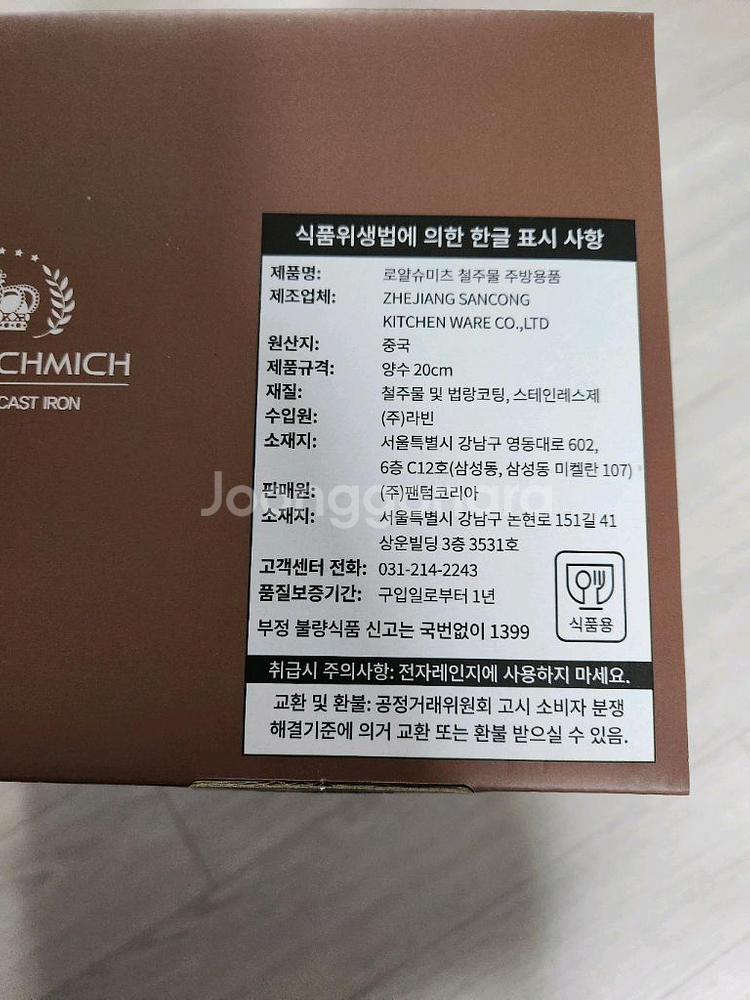 식품위생법에 의한 한글 표시 사항
제품명: 로얄슈미츠 철주물 주방용품
제조업체: ZHEJIANG SANCONG
KITCHEN WARE CO.,LTD
원산지: 중국
제품규격: 양수 20cm
재질: 철주물 및 법랑코팅, 스테인레스제
수입원: (주)라빈
소재지: 서울특별시 강남구 영동대로 602,
6층 C12호(삼성동, 삼성동 미켈란 107)
판매원: (주)팬텀코리아
소재지: 서울특별시 강남구 논현로 151길 41
상운빌딩 3층 3531호
고객센터 전화: 031-214-2243
품질보증기간: 구입일로부터 1년
식품용
부정 불량식품 신고는 국번없이 1399
취급시 주의사항: 전자레인지에 사용하지 마세요.
교환 및 환불: 공정거래위원회 고시 소비자 분쟁
해결기준에 의거 교환 또는 환불 받으실 수 있음.
CHMICH
CAST IRON
Joonggonara